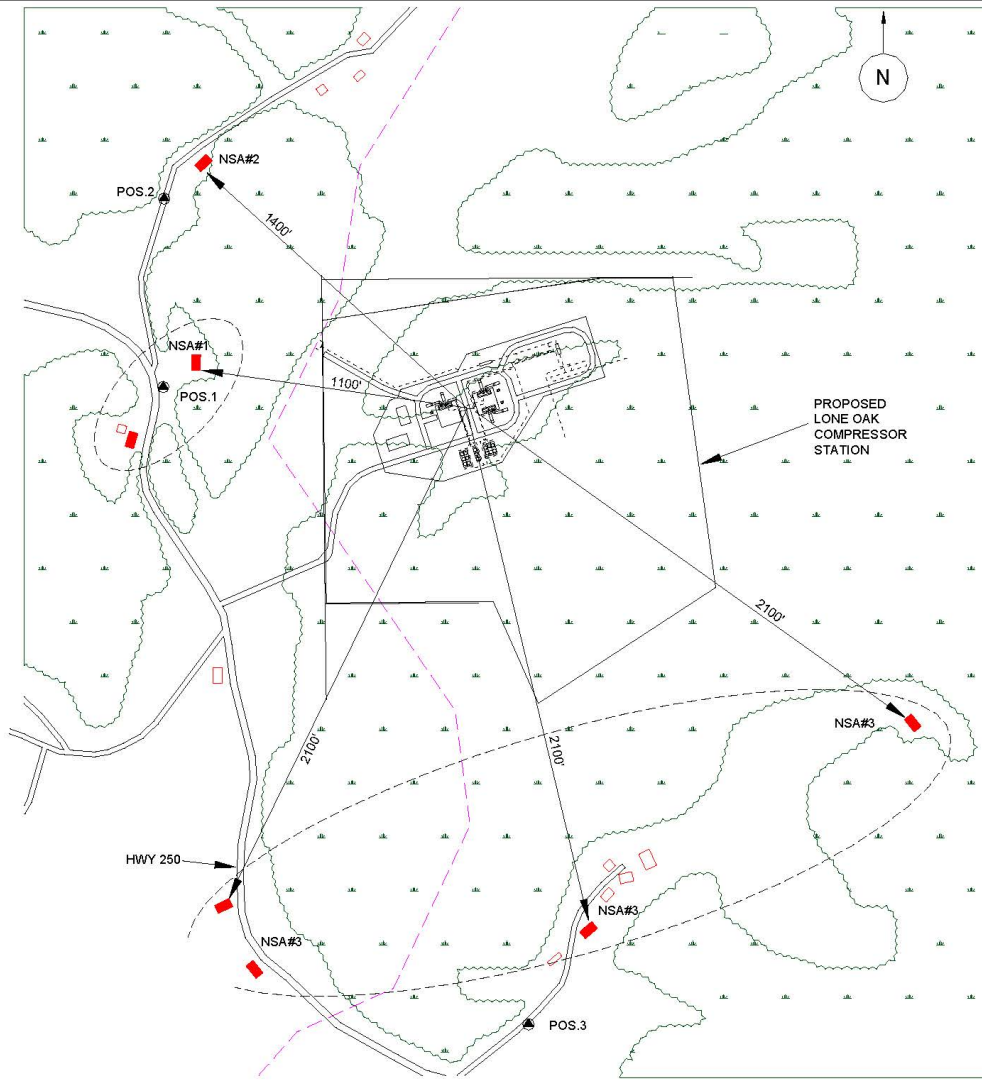 N
NSA#2
POS.2
1400'
NSA#1
1100'
POS.1
PROPOSED
LONE OAK
COMPRESSOR
STATION
2100'
NSA#3
2100'
2100'
HWY 250
NSA#3
NSA#3
POS.3